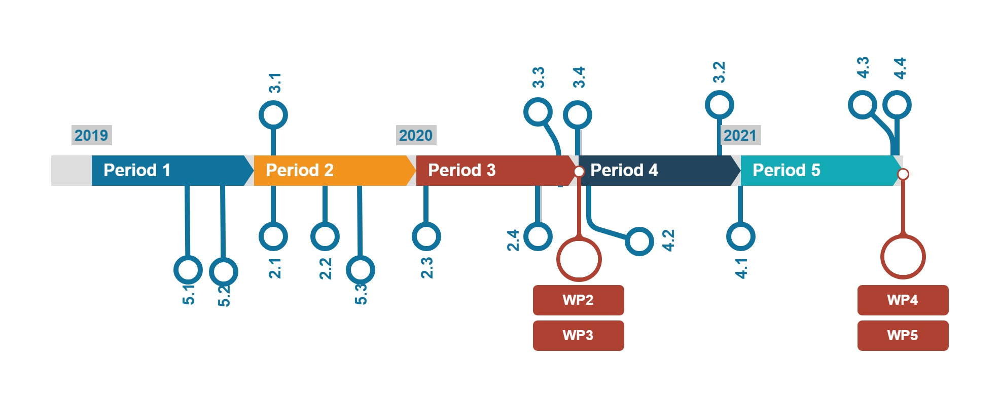 3.1
3.3
3.4
3.2
4.3
4.4
2019
2020
2021
Period 1
Period 2
Period 3
Period 4
Period 5
5.1
5.2
2.1
2.2
5.3
2.3
2.4
4.2
4.1
WP2
WP3
WP4
WP5